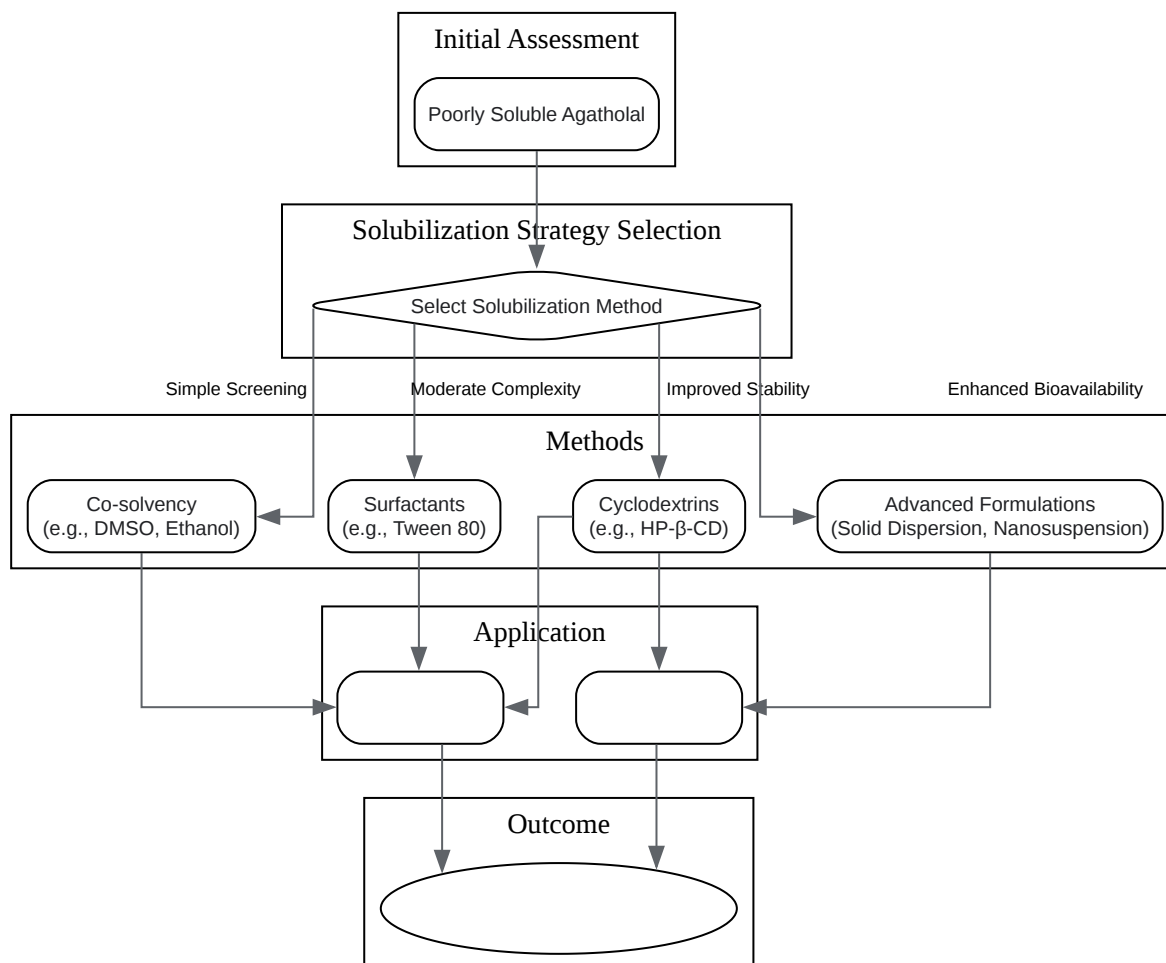 Initial Assessment
Poorly Soluble Agatholal
Solubilization Strategy Selection
Select Solubilization Method
Simple Screening
Moderate Complexity
Improved Stability
Enhanced Bioavailability
Methods
Co-solvency
(e.g., DMSO, Ethanol)
Surfactants
(e.g., Tween 80)
Cyclodextrins
(e.g., HP-β-CD)
Advanced Formulations
(Solid Dispersion, Nanosuspension)
Application
Outcome